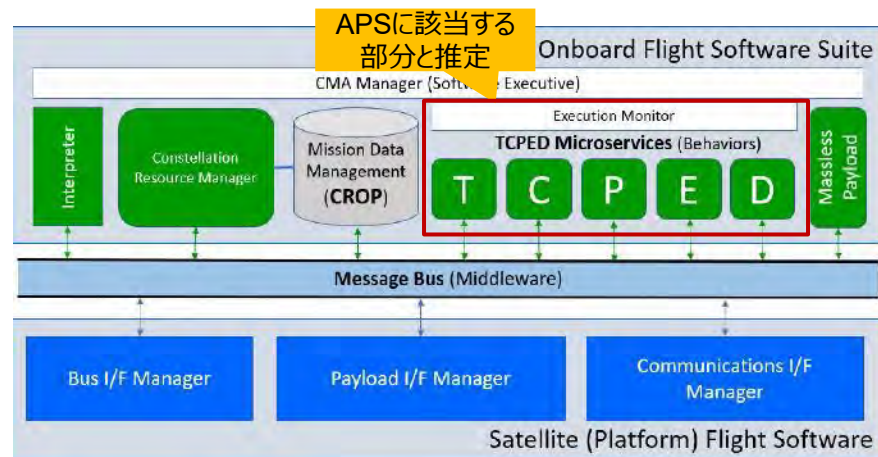 APSに該当する
部分と推定
Onboard Flight Software Suite
CMA Manager (Software Executive)
Execution Monitor
TCPED Microservices (Behaviors)
Interpreter
Constellation
Resource Manager
Mission Data
Management
(CROP)
T
C
P
E
D
Massless
Payload
Message Bus (Middleware)
Bus I/F Manager
Payload I/F Manager
Communications I/F
Manager
Satellite (Platform) Flight Software